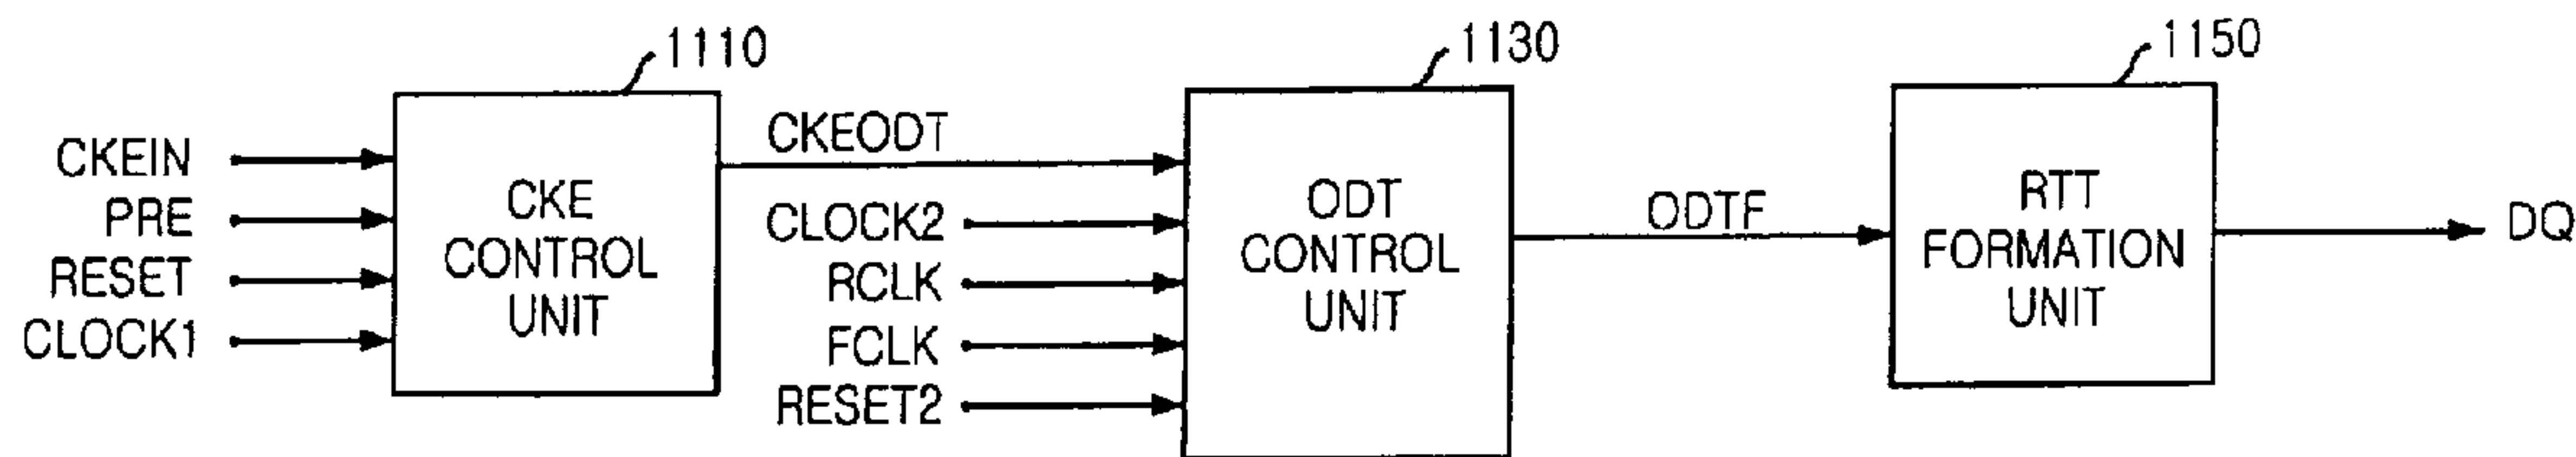 1110
1130
1150
CKEIN
PRE
RESET
CLOCK1
CKE
CONTROL
UNIT
CKEODT
CLOCK2
RCLK
FCLK
RESET2
ODT
CONTROL
UNIT
ODTF
RTT
FORMATION
UNIT
DQ